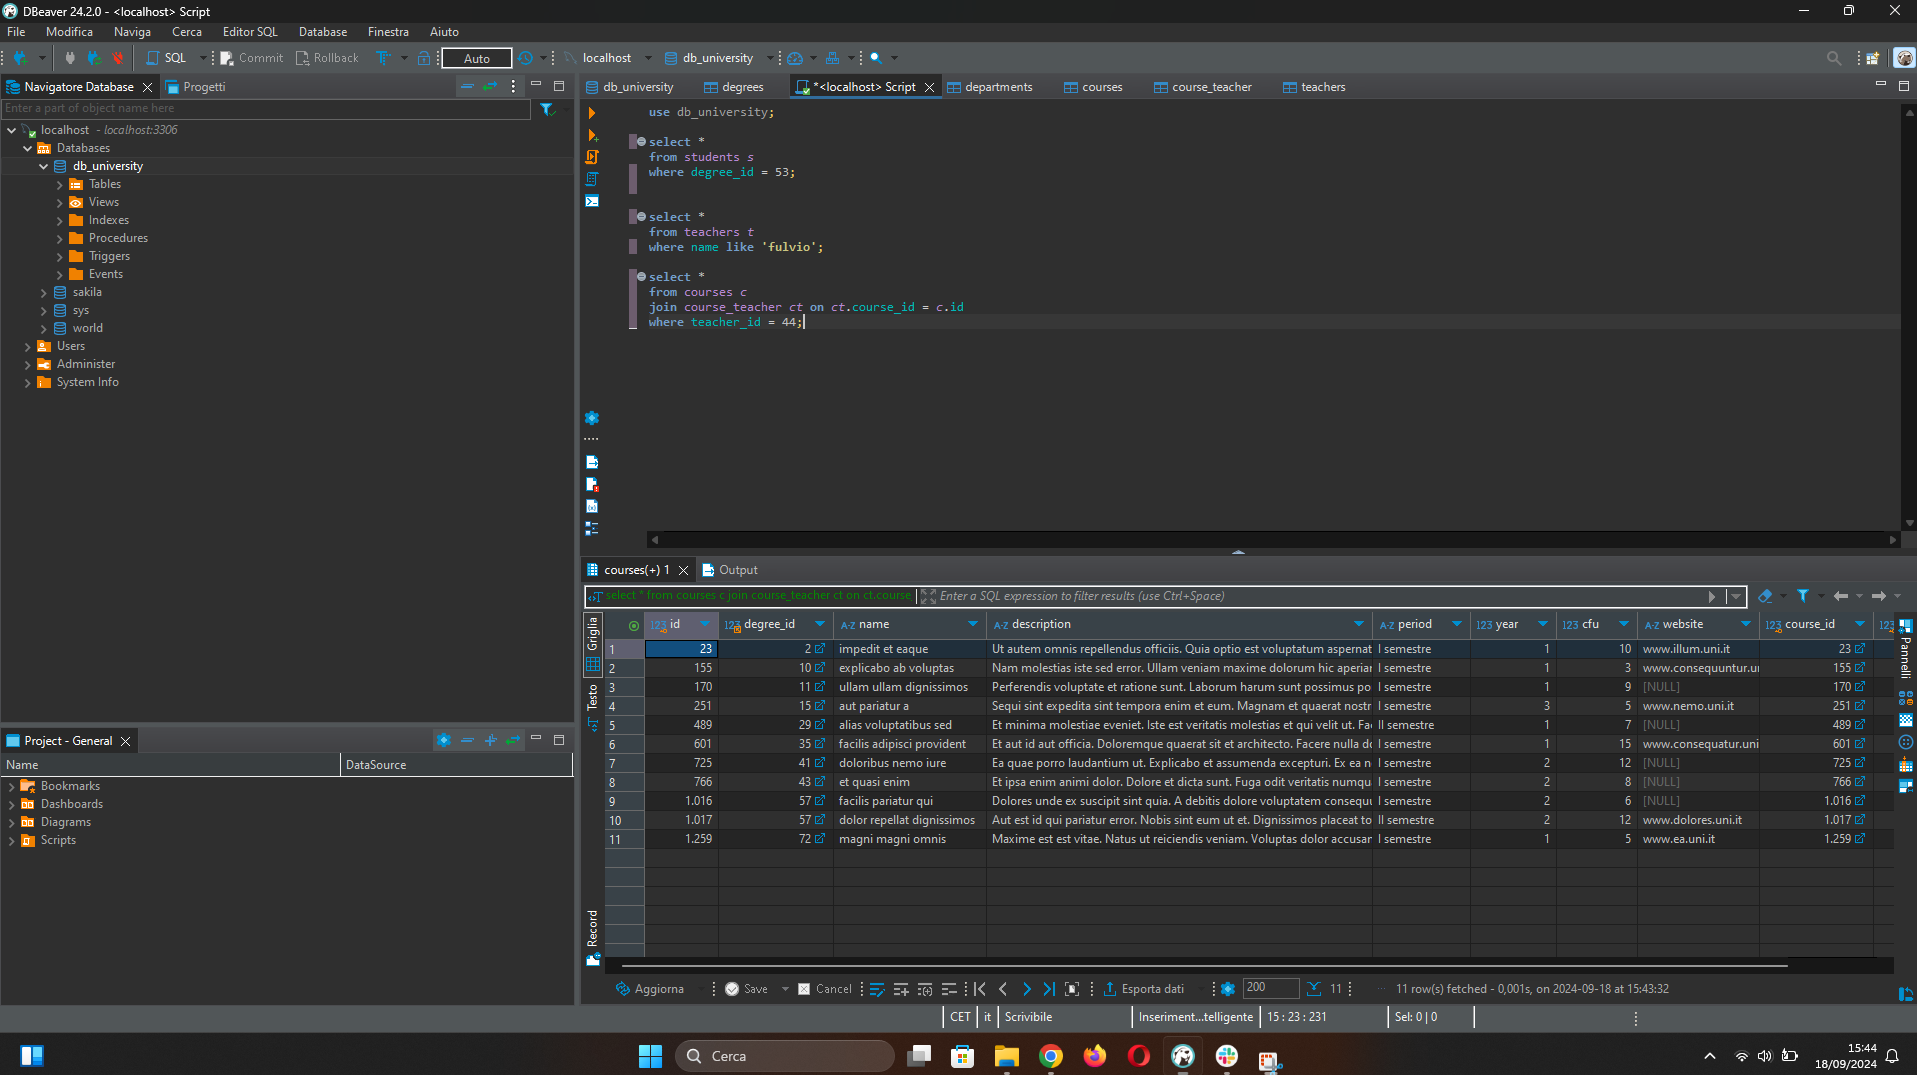 DBeaver 24.2.0 - <localhost> Script
File Modifica Naviga Cerca Editor SQL Database Finestra Aiuto
SQL Commit Rollback Auto localhost db_university
Navigatore Database Progetti
Enter a part of object name here
localhost - localhost:3306
Databases
db_university
Tables
Views
Indexes
Procedures
Triggers
Events
sakila
sys
world
Users
Administer
System Info
Project - General
Name DataSource
Bookmarks
Dashboards
Diagrams
Scripts
db_university degrees *<localhost> Script departments courses course_teacher teachers
use db_university;
select *
from students s
where degree_id = 53;
select *
from teachers t
where name like 'fulvio';
select *
from courses c
join course_teacher ct on ct.course_id = c.id
where teacher_id = 44;
courses(+) 1 Output
select * from courses c join course_teacher ct on ct.course Enter a SQL expression to filter results (use Ctrl+Space)
Griglia
Testo
Record
Pannelli
123 id 123 degree_id A-Z name A-Z description A-Z period 123 year 123 cfu A-Z website 123 course_id 123
1 23 2 impedit et eaque Ut autem omnis repellendus officiis. Quia optio est voluptatum aspernat I semestre 1 10 www.illum.uni.it 23
2 155 10 explicabo ab voluptas Nam molestias iste sed error. Ullam veniam maxime dolorum hic aperiar I semestre 1 3 www.consequuntur.u 155
3 170 11 ullam ullam dignissimos Perferendis voluptate et ratione sunt. Laborum harum sunt possimus po I semestre 1 9 [NULL] 170
4 251 15 aut pariatur a Sequi sint expedita sint tempora enim et eum. Magnam et quaerat nostr I semestre 3 5 www.nemo.uni.it 251
5 489 29 alias voluptatibus sed Et minima molestiae eveniet. Iste est veritatis molestias et qui velit ut. Fac II semestre 1 7 [NULL] 489
6 601 35 facilis adipisci provident Et aut id aut officia. Doloremque quaerat sit et architecto. Facere nulla do I semestre 1 15 www.consequatur.uni 601
7 725 41 doloribus nemo iure Ea quae porro laudantium ut. Explicabo et assumenda excepturi. Ex ea n I semestre 2 12 [NULL] 725
8 766 43 et quasi enim Et ipsa enim animi dolor. Dolore et dicta sunt. Fuga odit veritatis numqu I semestre 2 8 [NULL] 766
9 1.016 57 facilis pariatur qui Dolores unde ex suscipit sint quia. A debitis dolore voluptatem consequu I semestre 2 6 [NULL] 1.016
10 1.017 57 dolor repellat dignissimos Aut est id qui pariatur error. Nobis sint eum ut et. Dignissimos placeat to II semestre 2 12 www.dolores.uni.it 1.017
11 1.259 72 magni magni omnis Maxime est est vitae. Natus ut reiciendis veniam. Voluptas dolor accusar I semestre 1 5 www.ea.uni.it 1.259
Aggiorna Save Cancel Esporta dati 200 11 11 row(s) fetched - 0,001s, on 2024-09-18 at 15:43:32
CET it Scrivibile Inseriment...telligente 15 : 23 : 231 Sel: 0 | 0
Cerca
15:44
18/09/2024